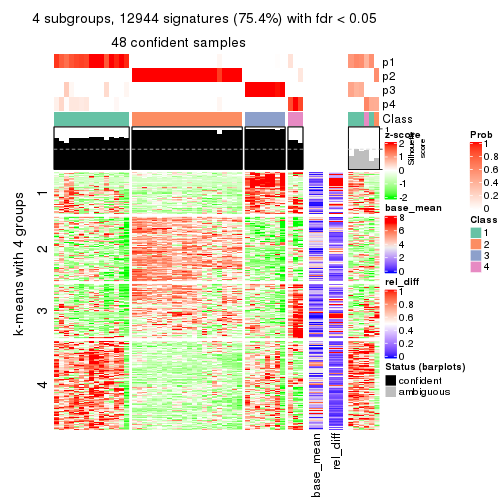 4 subgroups, 12944 signatures (75.4%) with fdr < 0.05
48 confident samples
p1
p2
p3
p4
Class
1
Silhouette
score
k-means with 4 groups
1
2
3
4
base_mean
rel_diff
z-score
2
1
0
-1
-2
base_mean
8
6
4
2
0
rel_diff
1
0.8
0.6
0.4
0.2
0
Status (barplots)
confident
ambiguous
Prob
1
0.8
0.6
0.4
0.2
0
Class
1
2
3
4